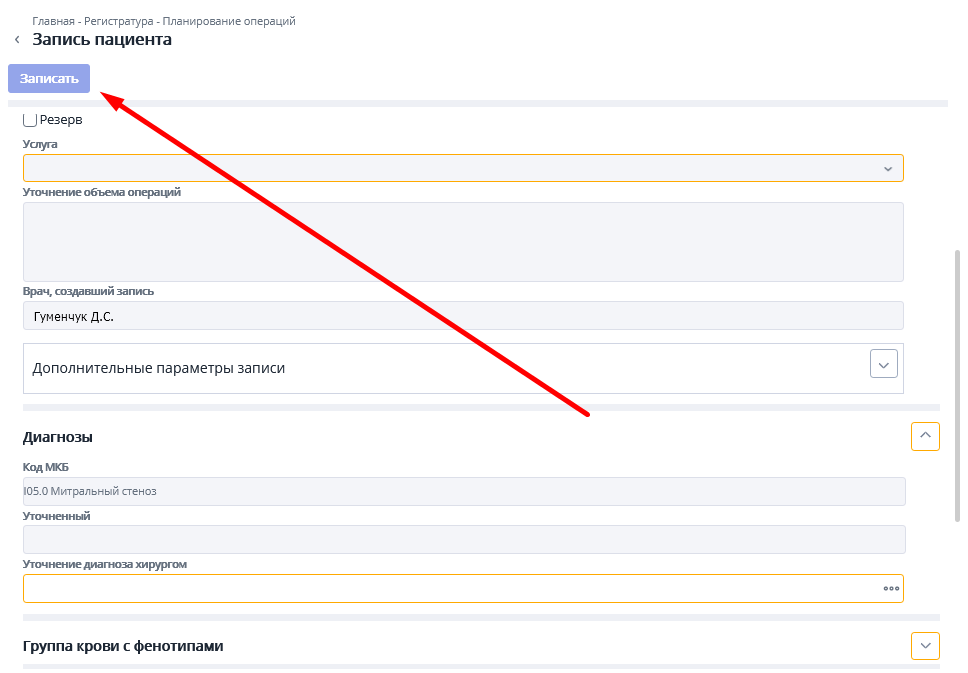 Главная - Регистратура - Планирование операций
Запись пациента
Записать
Резерв
Услуга
Уточнение объема операций
Врач, создавший запись
Гуменчук Д.С.
Дополнительные параметры записи
Диагнозы
Код МКБ
I05.0 Митральный стеноз
Уточненный
Уточнение диагноза хирургом
Группа крови с фенотипами